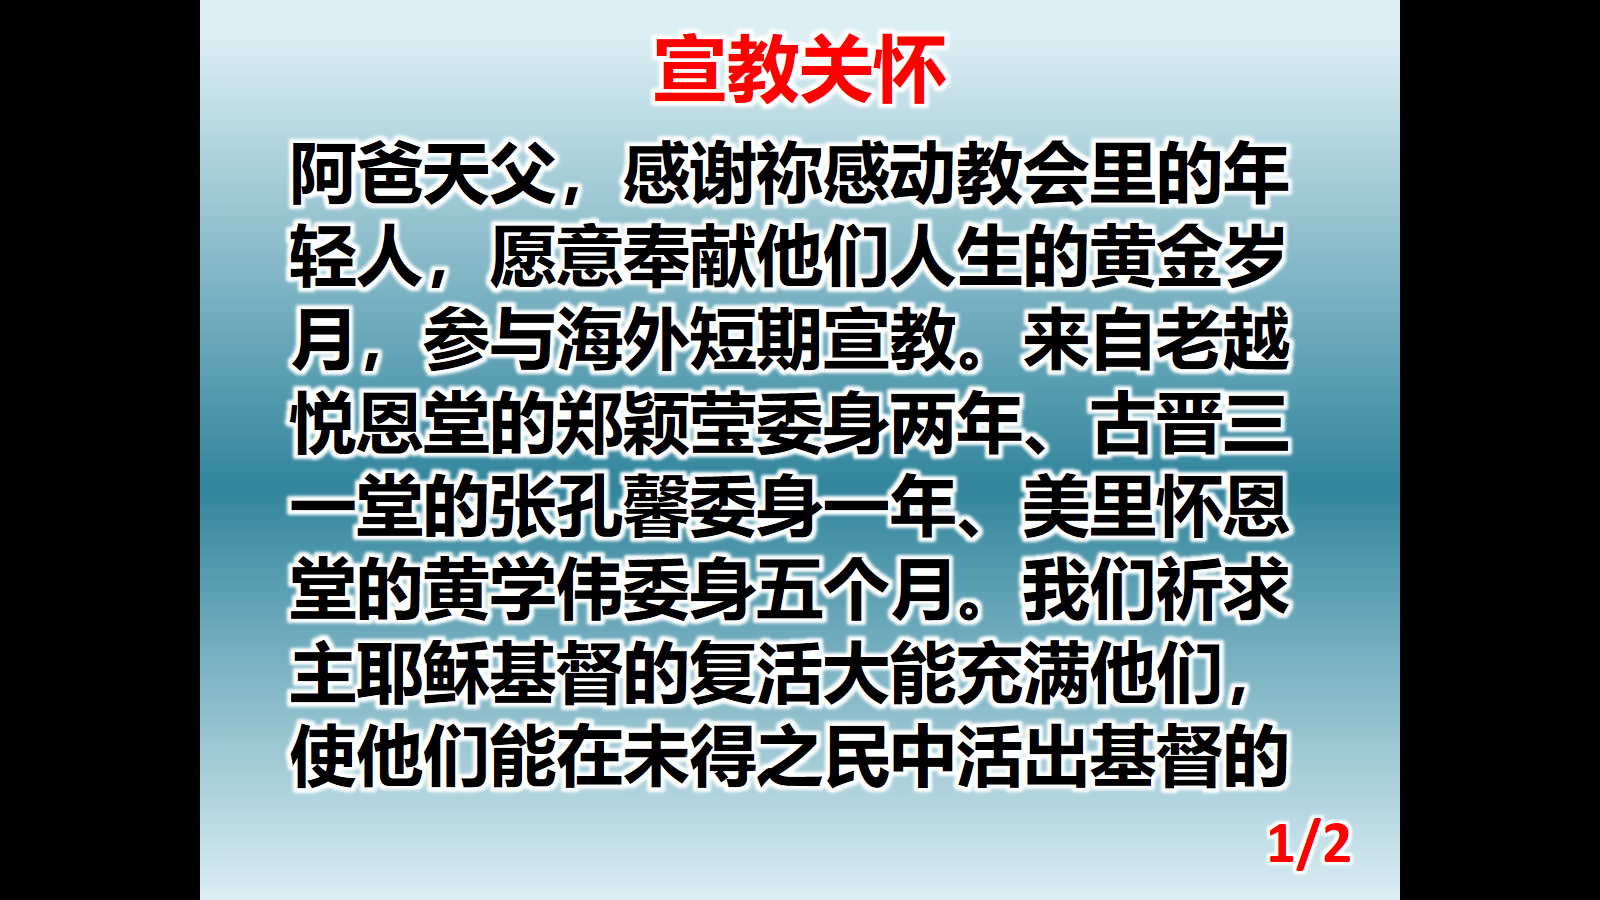 宣教关怀
阿爸天父，感谢祢感动教会里的年
轻人，愿意奉献他们人生的黄金岁
月，参与海外短期宣教。来自老越
悦恩堂的郑颖莹委身两年、古晋三
一堂的张孔馨委身一年、美里怀恩
堂的黄学伟委身五个月。我们祈求
主耶稣基督的复活大能充满他们，
使他们能在未得之民中活出基督的
1/2